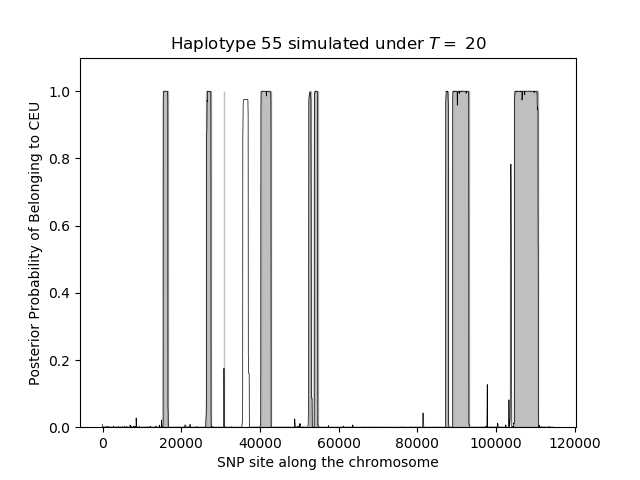 Haplotype 55 simulated under T = 20
Posterior Probability of Belonging to CEU
1.0
0.8
0.6
0.4
0.2
0.0
0 20000 40000 60000 80000 100000 120000
SNP site along the chromosome